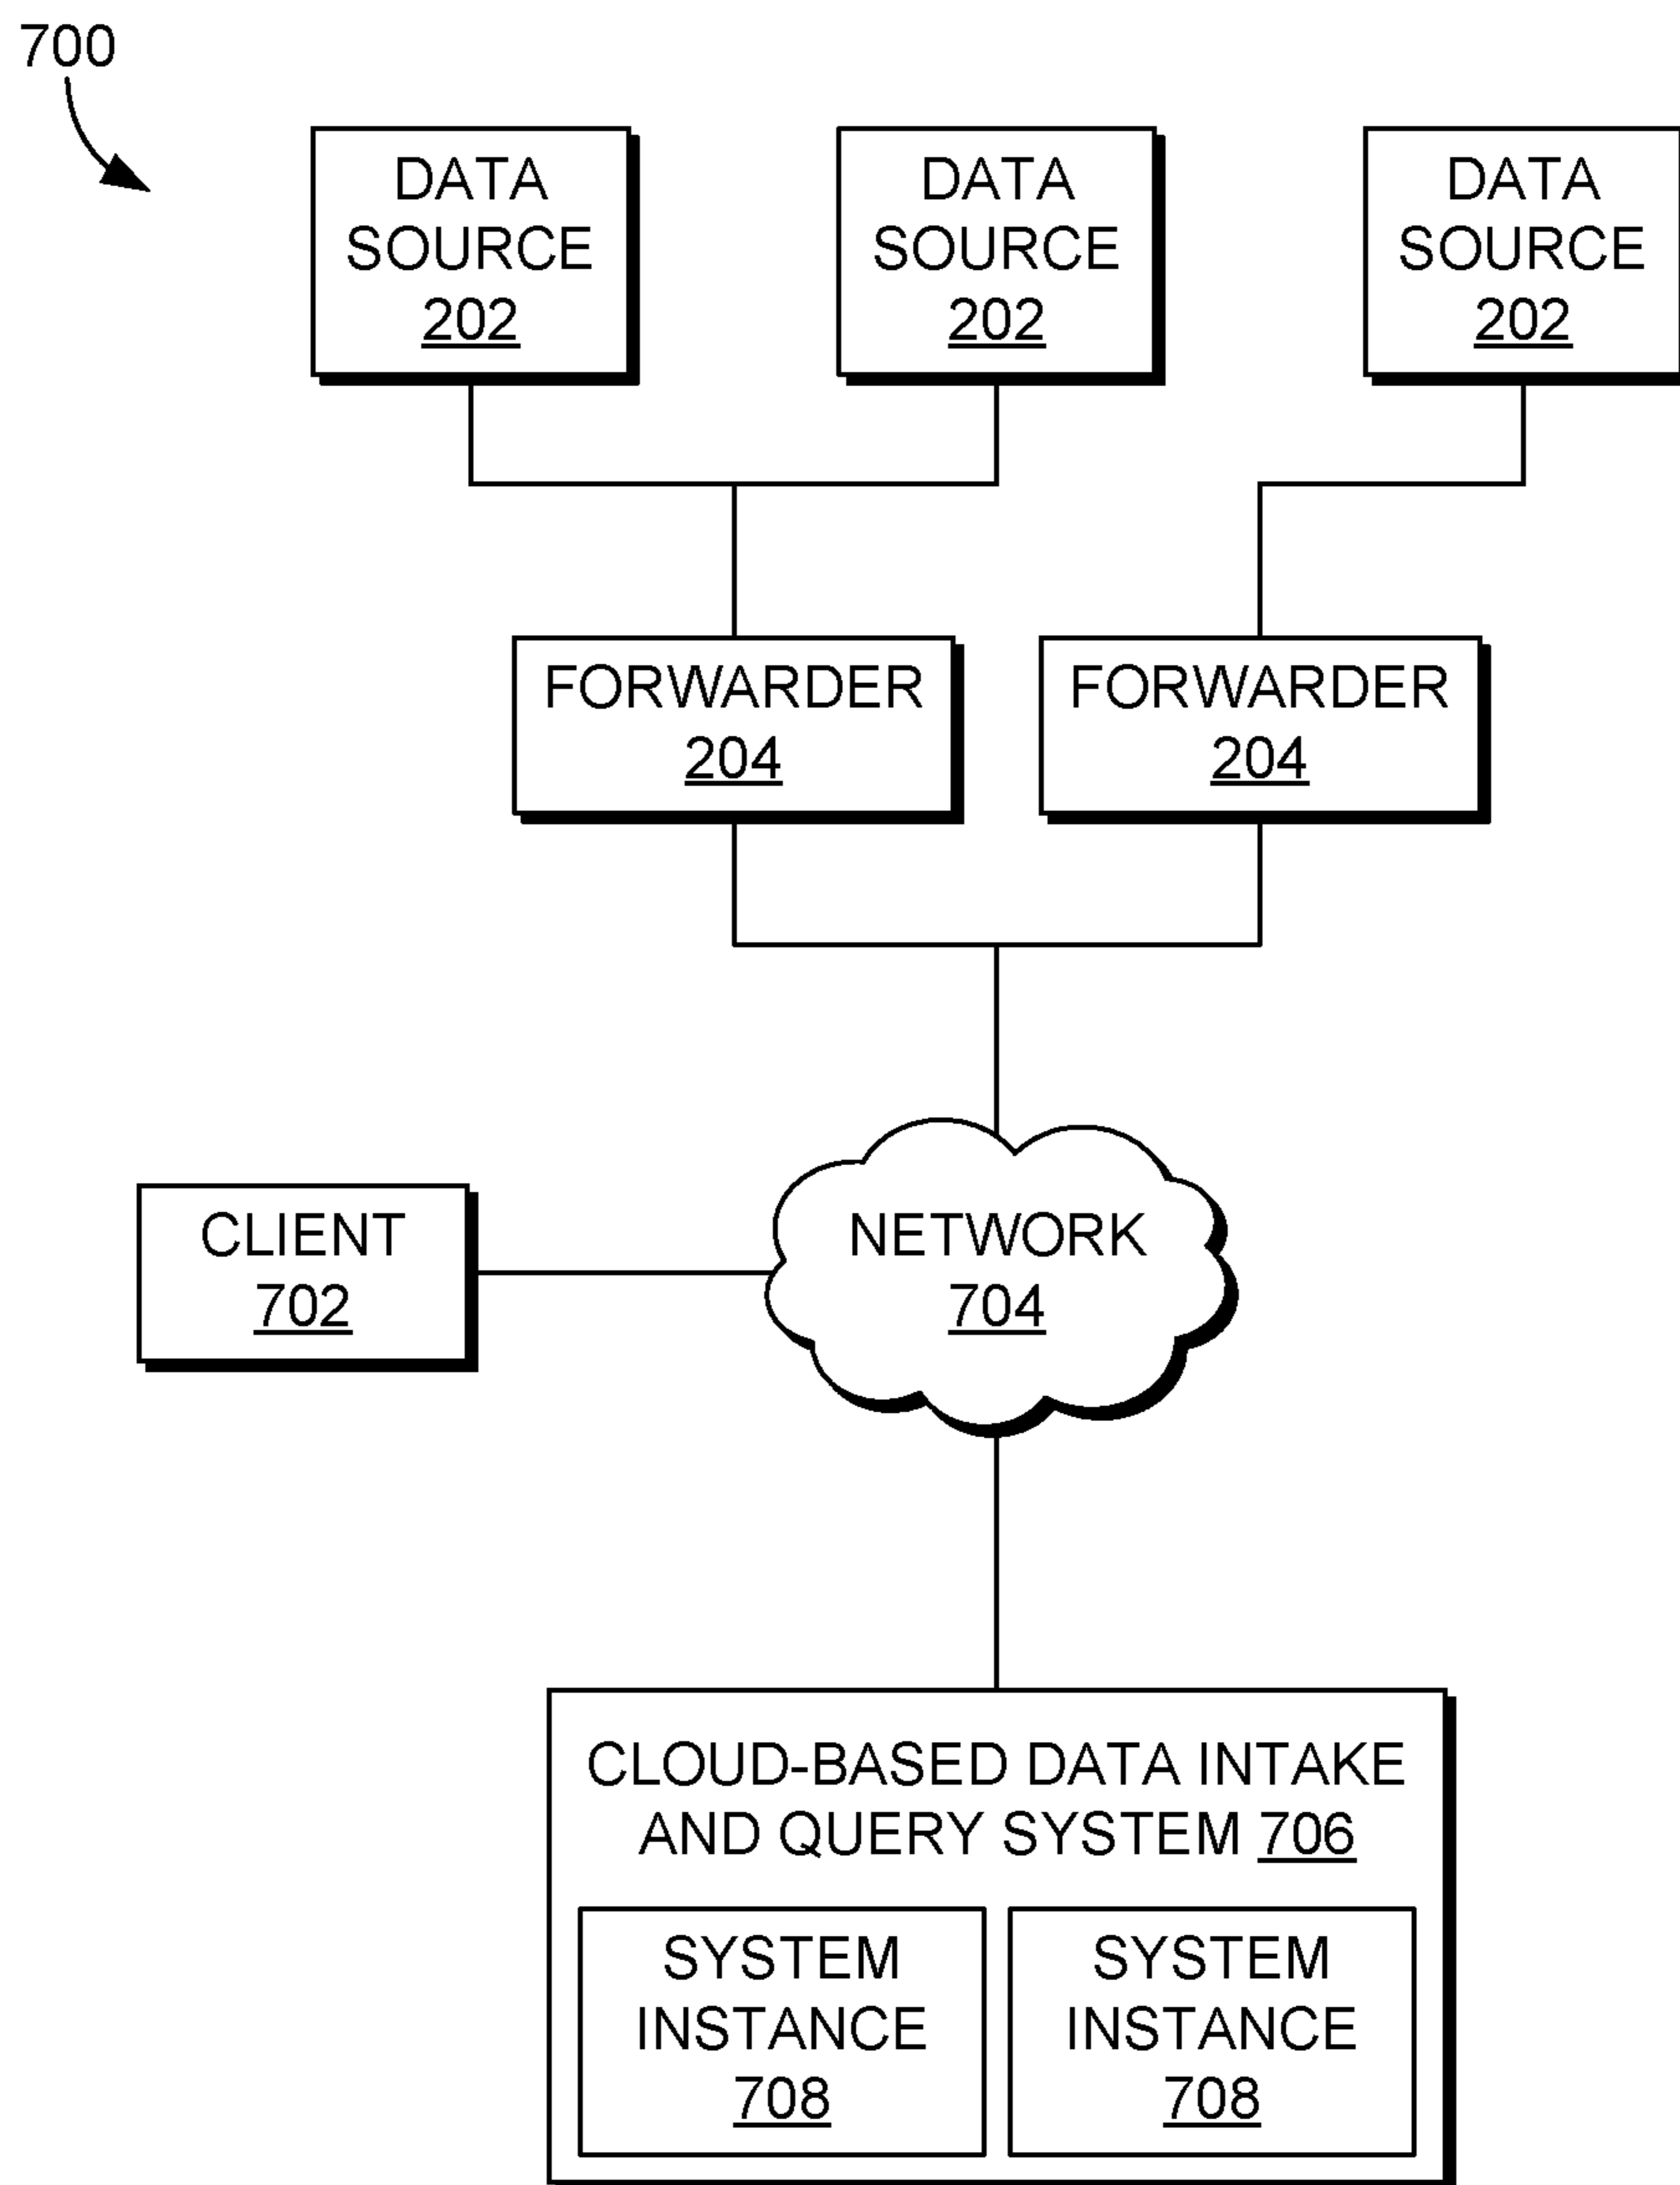 700
DATA
SOURCE
202
DATA
SOURCE
202
DATA
SOURCE
202
FORWARDER
204
FORWARDER
204
CLIENT
702
NETWORK
704
CLOUD-BASED DATA INTAKE
AND QUERY SYSTEM 706
SYSTEM
INSTANCE
708
SYSTEM
INSTANCE
708